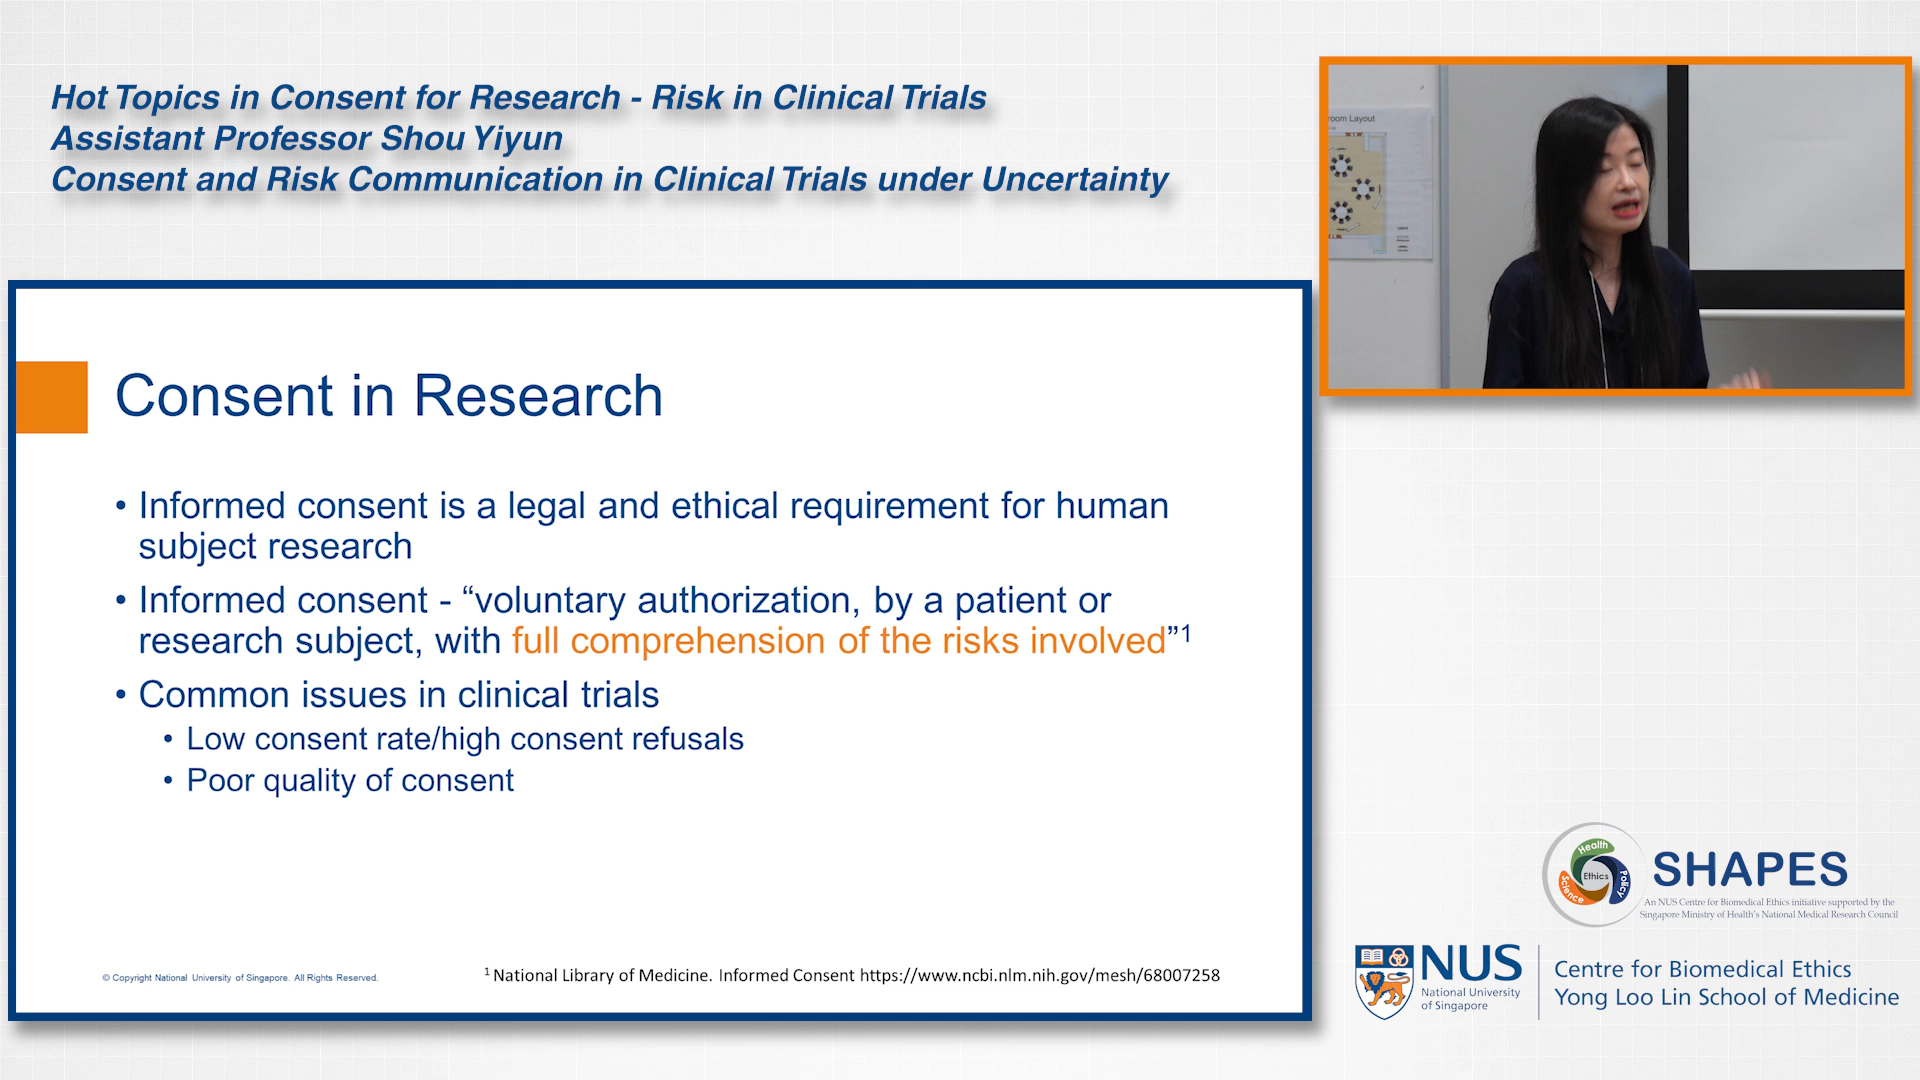 Hot Topics in Consent for Research - Risk in Clinical Trials
Assistant Professor Shou Yiyun
Consent and Risk Communication in Clinical Trials under Uncertainty
room Layout
Consent in Research
• Informed consent is a legal and ethical requirement for human
subject research
• Informed consent - “voluntary authorization, by a patient or
research subject, with full comprehension of the risks involved”1
• Common issues in clinical trials
• Low consent rate/high consent refusals
• Poor quality of consent
© Copyright National University of Singapore. All Rights Reserved.
1 National Library of Medicine. Informed Consent https://www.ncbi.nlm.nih.gov/mesh/68007258
Health
Ethics
Science
Policy
SHAPES
An NUS Centre for Biomedical Ethics initiative supported by the
Singapore Ministry of Health's National Medical Research Council
NUS
National University
of Singapore
Centre for Biomedical Ethics
Yong Loo Lin School of Medicine